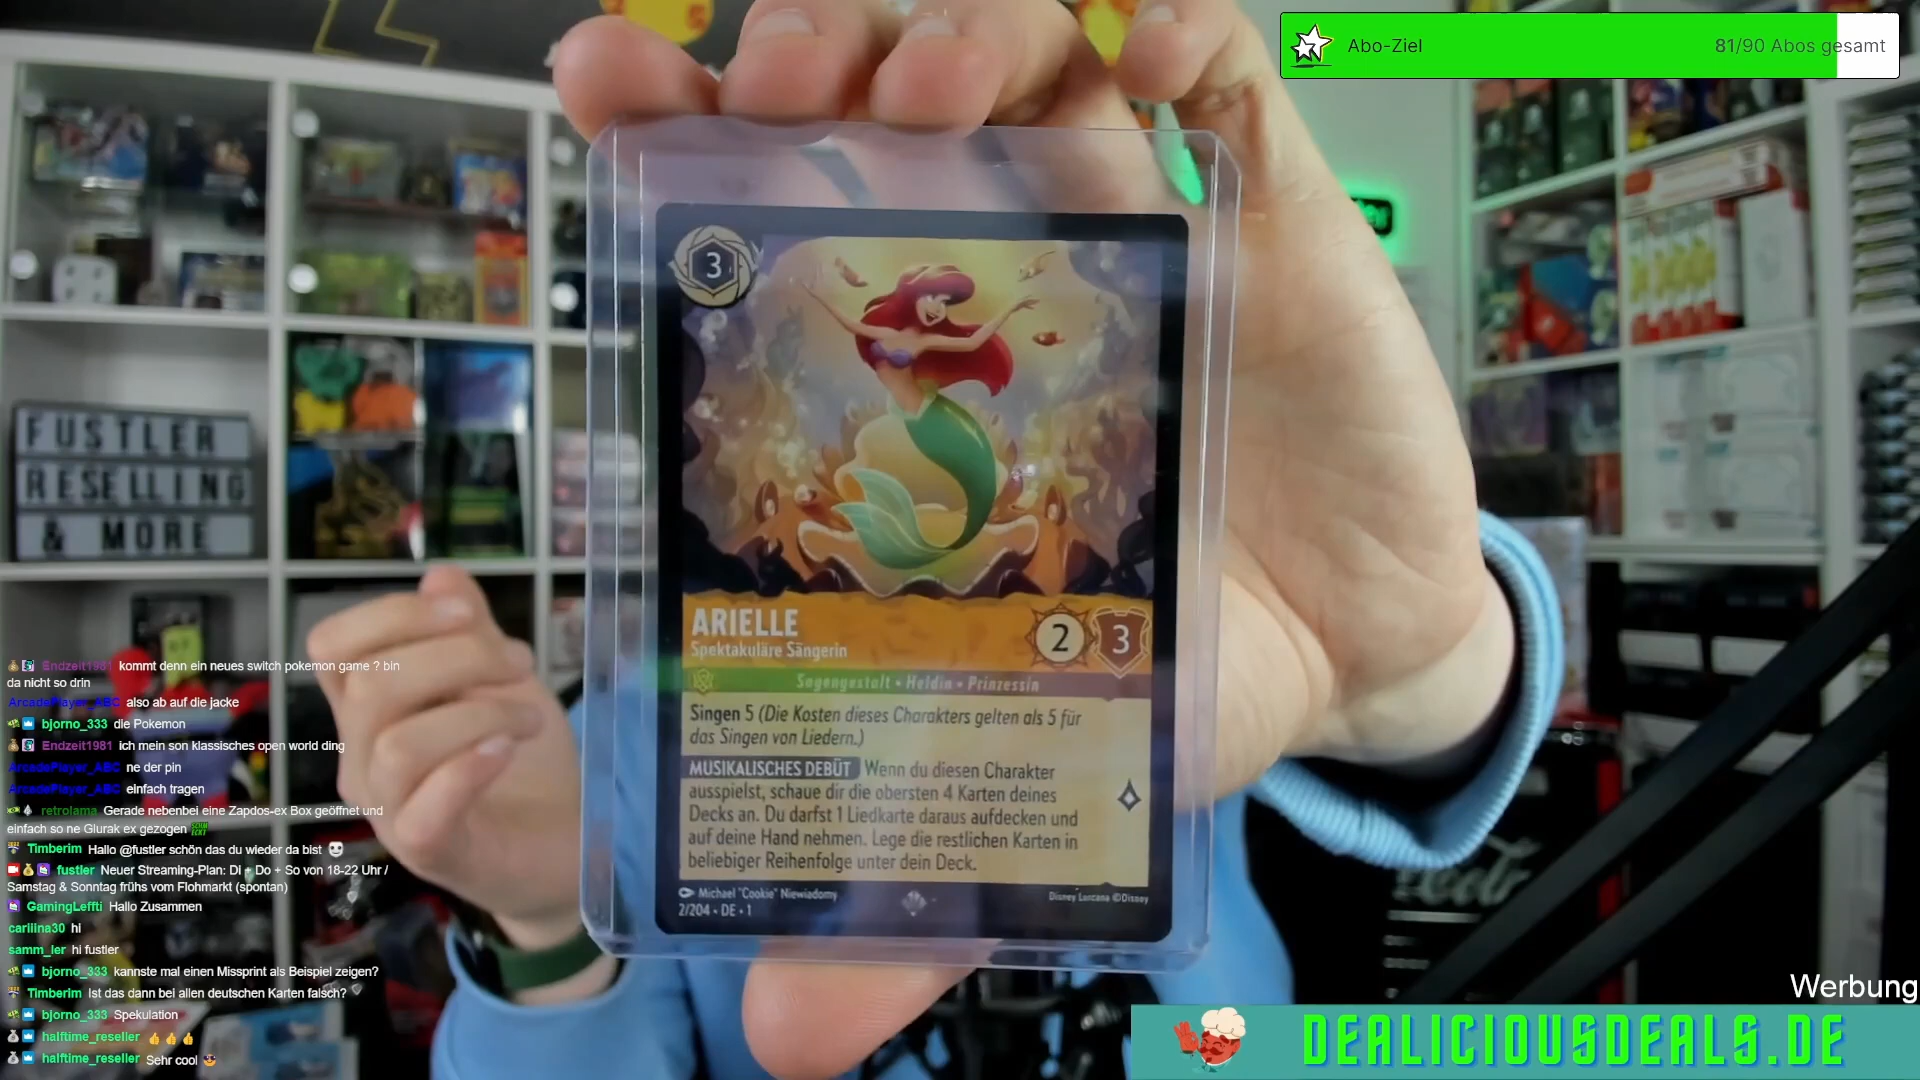 Abo-Ziel
81/90 Abos gesamt
3
FUSTLER
RESELLING
& MORE
ARIELLE
Spektakuläre Sängerin
2
3
Sagengestalt • Heldin • Prinzessin
Singen 5 (Die Kosten dieses Charakters gelten als 5 für
das Singen von Liedern.)
MUSIKALISCHES DEBÜT Wenn du diesen Charakter
ausspielst, schaue dir die obersten 4 Karten deines
Decks an. Du darfst 1 Liedkarte daraus aufdecken und
auf deine Hand nehmen. Lege die restlichen Karten in
beliebiger Reihenfolge unter dein Deck.
Michael "Cookie" Niewiadomy
Disney Lorcana ©Disney
2/204 • DE • 1
Endzeit1981 kommt denn ein neues switch pokemon game ? bin
da nicht so drin
ArcadePlayer_ABC also ab auf die jacke
bjorno_333 die Pokemon
Endzeit1981 ich mein son klassisches open world ding
ArcadePlayer_ABC ne der pin
ArcadePlayer_ABC einfach tragen
retrolama Gerade nebenbei eine Zapdos-ex Box geöffnet und
einfach so ne Glurak ex gezogen
Timberim Hallo @fustler schön das du wieder da bist
fustler Neuer Streaming-Plan: Di + Do + So von 18-22 Uhr /
Samstag & Sonntag frühs vom Flohmarkt (spontan)
GamingLeffti Hallo Zusammen
cariiina30 hi
samm_ler hi fustler
bjorno_333 kannste mal einen Missprint als Beispiel zeigen?
Timberim Ist das dann bei allen deutschen Karten falsch?
bjorno_333 Spekulation
halftime_reseller
halftime_reseller Sehr cool
Werbung
DEALICIOUSDEALS.DE